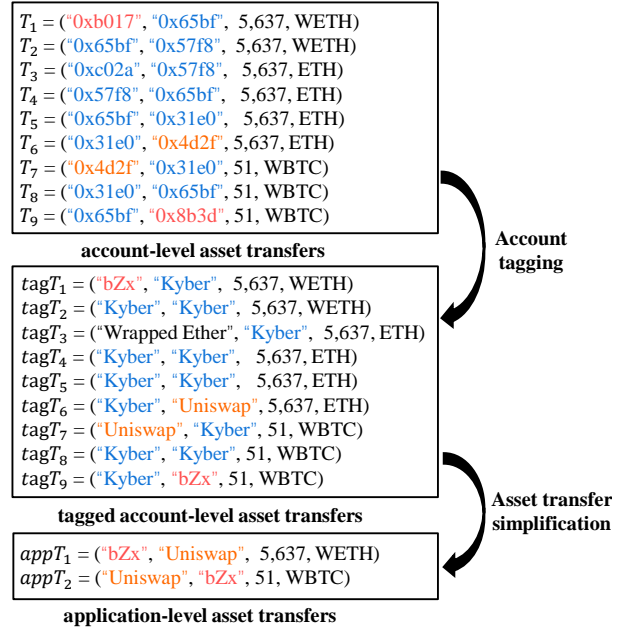 T₁ = (“0xb017”, “0x65bf”, 5,637, WETH)
T₂ = (“0x65bf”, “0x57f8”, 5,637, WETH)
T₃ = (“0xc02a”, “0x57f8”, 5,637, ETH)
T₄ = (“0x57f8”, “0x65bf”, 5,637, ETH)
T₅ = (“0x65bf”, “0x31e0”, 5,637, ETH)
T₆ = (“0x31e0”, “0x4d2f”, 5,637, ETH)
T₇ = (“0x4d2f”, “0x31e0”, 51, WBTC)
T₈ = (“0x31e0”, “0x65bf”, 51, WBTC)
T₉ = (“0x65bf”, “0x8b3d”, 51, WBTC)
account-level asset transfers
Account
tagging
tagT₁ = (“bZx”, “Kyber”, 5,637, WETH)
tagT₂ = (“Kyber”, “Kyber”, 5,637, WETH)
tagT₃ = (“Wrapped Ether”, “Kyber”, 5,637, ETH)
tagT₄ = (“Kyber”, “Kyber”, 5,637, ETH)
tagT₅ = (“Kyber”, “Kyber”, 5,637, ETH)
tagT₆ = (“Kyber”, “Uniswap”, 5,637, ETH)
tagT₇ = (“Uniswap”, “Kyber”, 51, WBTC)
tagT₈ = (“Kyber”, “Kyber”, 51, WBTC)
tagT₉ = (“Kyber”, “bZx”, 51, WBTC)
tagged account-level asset transfers
Asset transfer
simplification
appT₁ = (“bZx”, “Uniswap”, 5,637, WETH)
appT₂ = (“Uniswap”, “bZx”, 51, WBTC)
application-level asset transfers